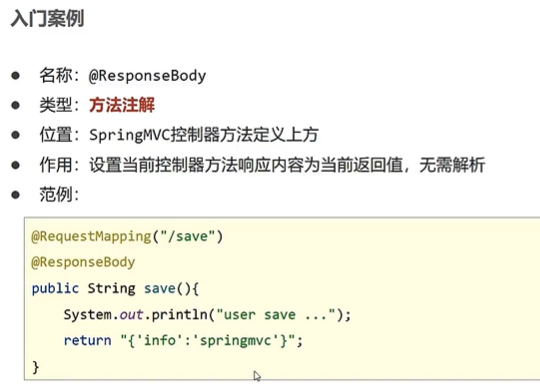 入门案例
● 名称：@ResponseBody
● 类型：方法注解
● 位置：SpringMVC控制器方法定义上方
● 作用：设置当前控制器方法响应内容为当前返回值，无需解析
● 范例：
@RequestMapping("/save")
@ResponseBody
public String save(){
    System.out.println("user save ...");
    return "{'info':'springmvc'}";
}